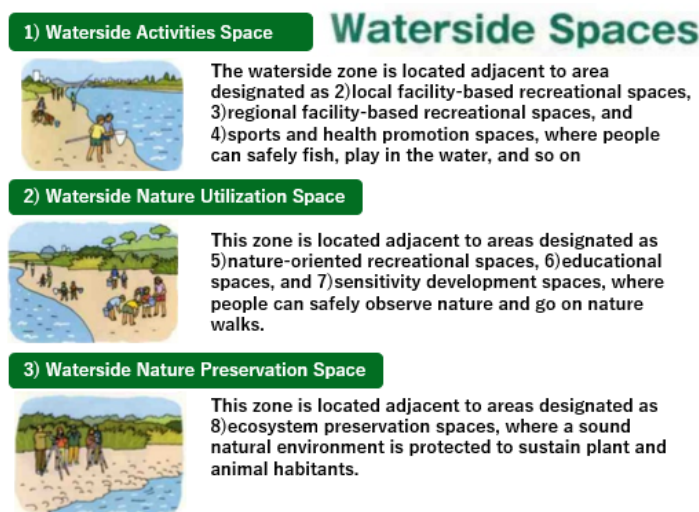 Waterside Spaces
1) Waterside Activities Space
The waterside zone is located adjacent to area
designated as 2)local facility-based recreational spaces,
3)regional facility-based recreational spaces, and
4)sports and health promotion spaces, where people
can safely fish, play in the water, and so on
2) Waterside Nature Utilization Space
This zone is located adjacent to areas designated as
5)nature-oriented recreational spaces, 6)educational
spaces, and 7)sensitivity development spaces, where
people can safely observe nature and go on nature
walks.
3) Waterside Nature Preservation Space
This zone is located adjacent to areas designated as
8)ecosystem preservation spaces, where a sound
natural environment is protected to sustain plant and
animal habitants.